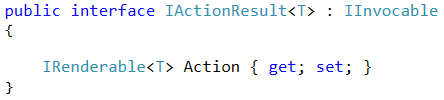 public interface IActionResult<T> : IInvocable
{
IRenderable<T> Action { get; set; }
}